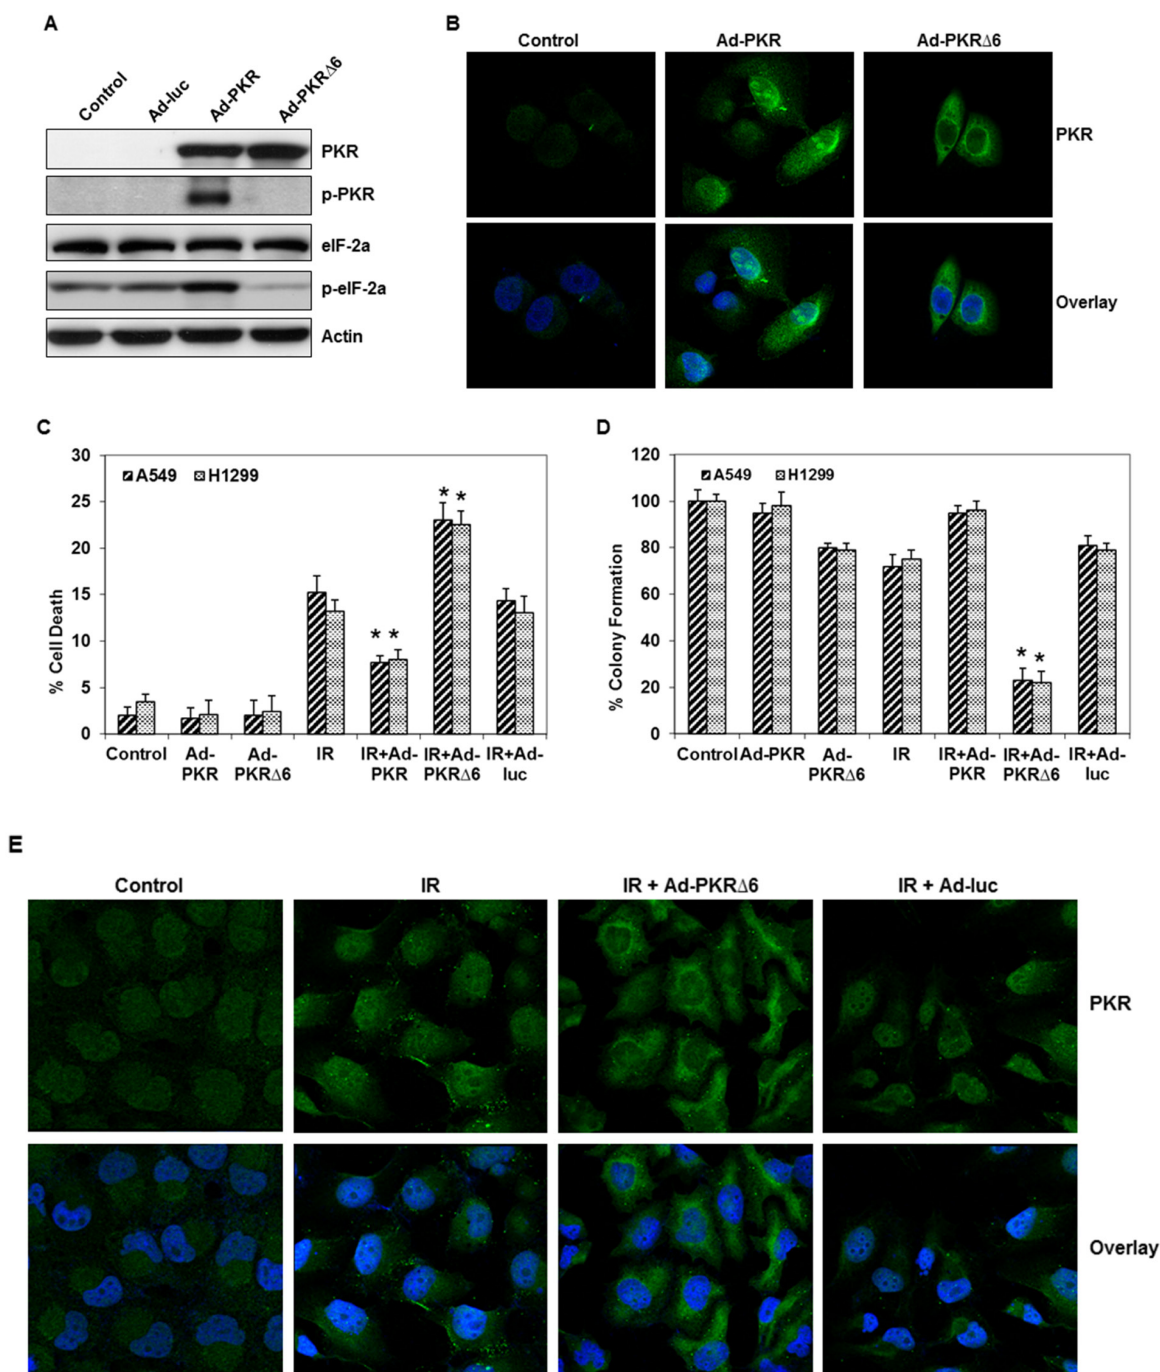 A
Control
Ad-luc
Ad-PKR
Ad-PKRΔ6
PKR
p-PKR
eIF-2a
p-eIF-2a
Actin
B
Control
Ad-PKR
Ad-PKRΔ6
PKR
Overlay
C
30
25
20
15
10
5
0
% Cell Death
A549
H1299
* *
* *
Control
Ad-
PKR
Ad-
PKRΔ6
IR
IR+Ad-
PKR
IR+Ad-
PKRΔ6
IR+Ad-
luc
D
120
100
80
60
40
20
0
% Colony Formation
A549
H1299
* *
Control
Ad-PKR
Ad-
PKRΔ6
IR
IR+Ad-
PKR
IR+Ad-
PKRΔ6
IR+Ad-
luc
E
Control
IR
IR + Ad-PKRΔ6
IR + Ad-luc
PKR
Overlay